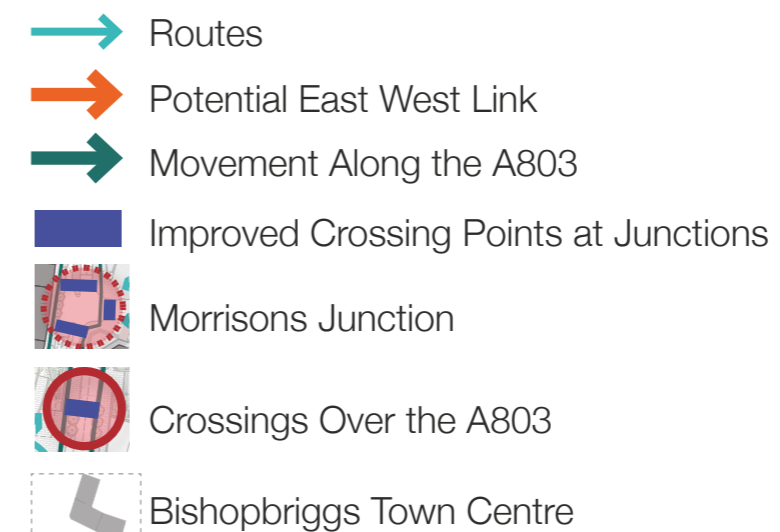 Routes
Potential East West Link
Movement Along the A803
Improved Crossing Points at Junctions
Morrisons Junction
Crossings Over the A803
Bishopbriggs Town Centre